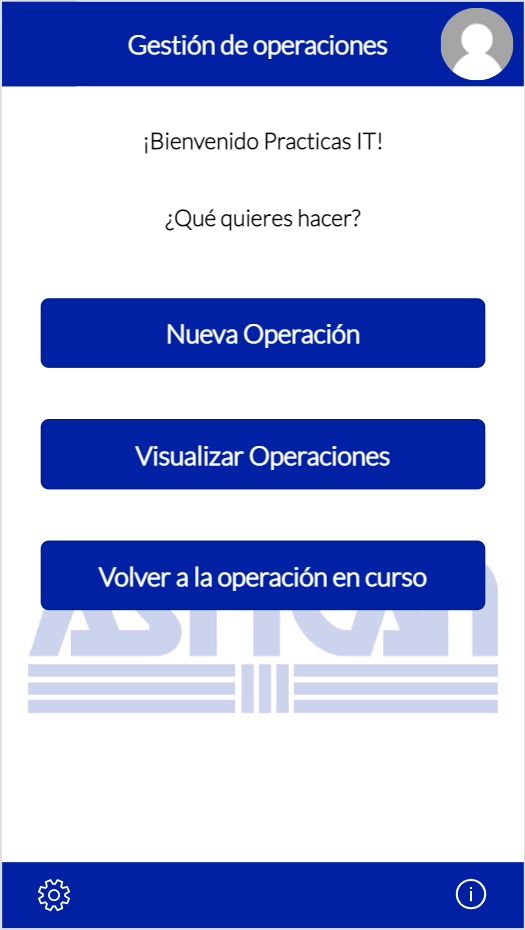 Gestión de operaciones
¡Bienvenido Practicas IT!
¿Qué quieres hacer?
Nueva Operación
Visualizar Operaciones
Volver a la operación en curso